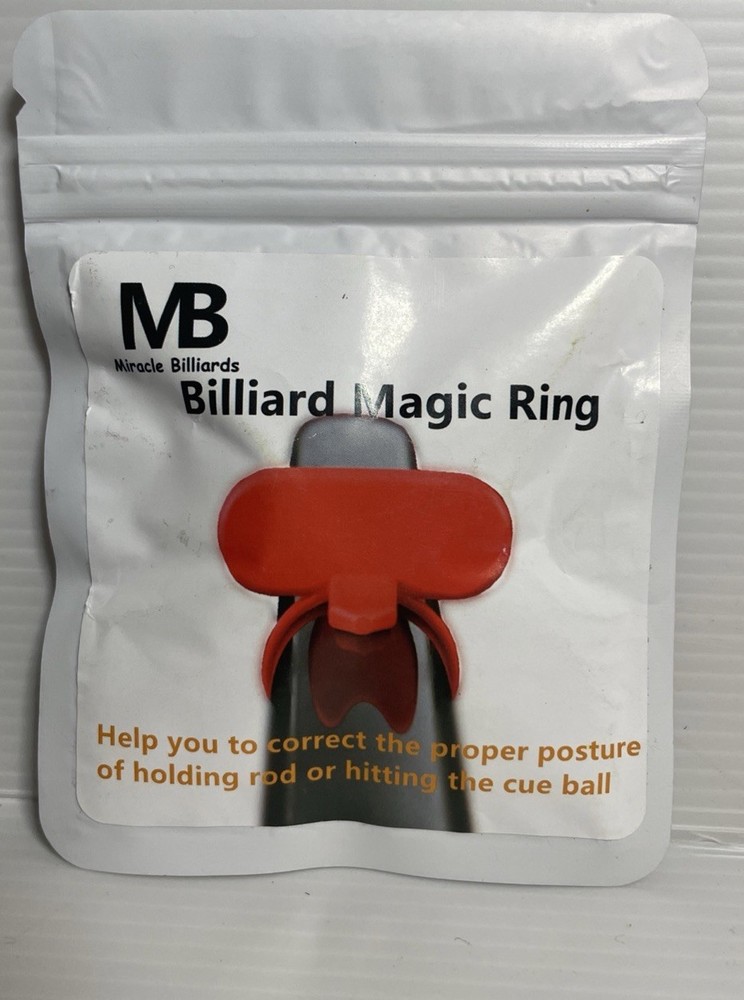 MB
Miracle Billiards
Billiard Magic Ring
Help you to correct the proper posture
of holding rod or hitting the cue ball